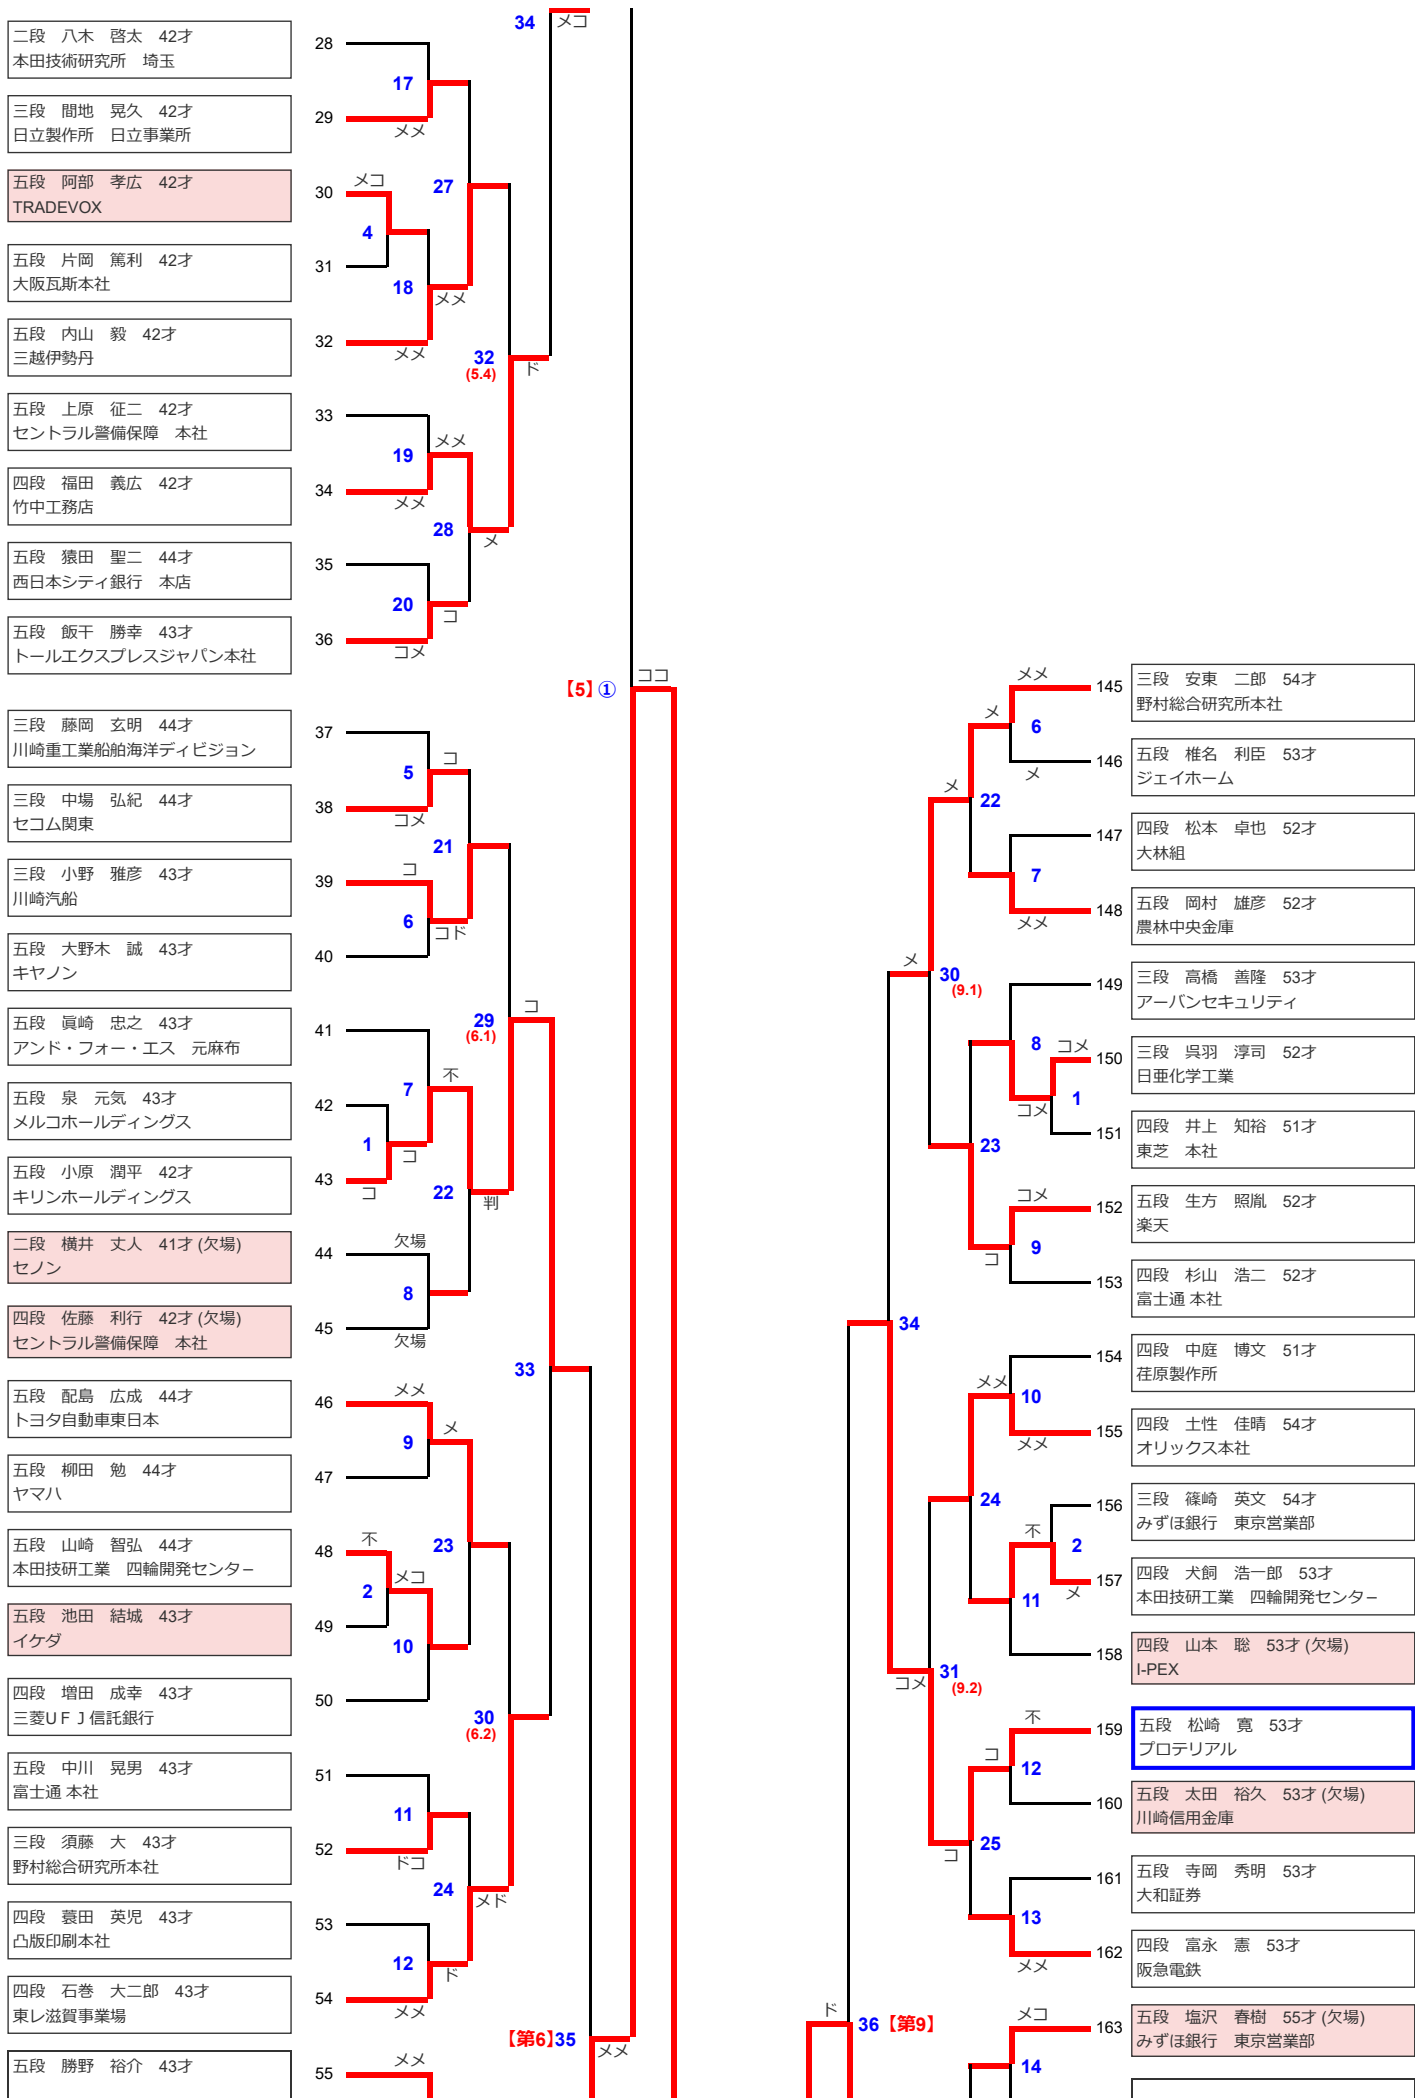 34
メコ
二段　八木　啓太　42才
本田技術研究所　埼玉
28
17
三段　間地　晃久　42才
日立製作所　日立事業所
29
メメ
五段　阿部　孝広　42才
TRADEVOX
30
メコ
27
4
五段　片岡　篤利　42才
大阪瓦斯本社
31
18
メメ
五段　内山　毅　42才
三越伊勢丹
32
メメ
32
(5.4)
ド
五段　上原　征二　42才
セントラル警備保障　本社
33
メメ
19
四段　福田　義広　42才
竹中工務店
34
メメ
28
メ
五段　猿田　聖二　44才
西日本シティ銀行　本店
35
20
コ
五段　飯干　勝幸　43才
トールエクスプレスジャパン本社
36
コメ
【5】①
ココ
三段　藤岡　玄明　44才
川崎重工業船舶海洋ディビジョン
37
コ
5
三段　中場　弘紀　44才
セコム関東
38
コメ
21
三段　小野　雅彦　43才
川崎汽船
39
コ
6
コド
五段　大野木　誠　43才
キヤノン
40
五段　眞崎　忠之　43才
アンド・フォー・エス　元麻布
41
29
(6.1)
コ
7
不
五段　泉　元気　43才
メルコホールディングス
42
1
コ
五段　小原　潤平　42才
キリンホールディングス
43
コ
22
判
二段　横井　丈人　41才 (欠場)
セノン
44
欠場
8
四段　佐藤　利行　42才 (欠場)
セントラル警備保障　本社
45
欠場
33
五段　配島　広成　44才
トヨタ自動車東日本
46
メメ
9
メ
五段　柳田　勉　44才
ヤマハ
47
五段　山崎　智弘　44才
本田技研工業　四輪開発センター
48
不
23
2
メコ
五段　池田　結城　43才
イケダ
49
10
四段　増田　成幸　43才
三菱UFJ信託銀行
50
30
(6.2)
五段　中川　晃男　43才
富士通 本社
51
11
三段　須藤　大　43才
野村総合研究所本社
52
ドコ
24
メド
四段　蓑田　英児　43才
凸版印刷本社
53
12
ド
四段　石巻　大二郎　43才
東レ滋賀事業場
54
メメ
【第6】35
メメ
五段　勝野　裕介　43才
55
メメ
メメ
145
三段　安東　二郎　54才
野村総合研究所本社
メ
6
146
五段　椎名　利臣　53才
ジェイホーム
メ
メ
22
147
四段　松本　卓也　52才
大林組
7
148
五段　岡村　雄彦　52才
農林中央金庫
メメ
メ
30
(9.1)
149
三段　高橋　善隆　53才
アーバンセキュリティ
8
コメ
150
三段　呉羽　淳司　52才
日亜化学工業
コメ
1
151
四段　井上　知裕　51才
東芝　本社
23
コメ
152
五段　生方　照胤　52才
楽天
コ
9
153
四段　杉山　浩二　52才
富士通 本社
34
154
四段　中庭　博文　51才
荏原製作所
メメ
10
155
四段　土性　佳晴　54才
オリックス本社
メメ
24
156
三段　篠崎　英文　54才
みずほ銀行　東京営業部
不
2
157
四段　犬飼　浩一郎　53才
本田技研工業　四輪開発センター
メ
11
158
四段　山本　聡　53才 (欠場)
I-PEX
コメ
31
(9.2)
不
159
五段　松崎　寛　53才
プロテリアル
コ
12
160
五段　太田　裕久　53才 (欠場)
川崎信用金庫
コ
25
161
五段　寺岡　秀明　53才
大和証券
13
162
四段　富永　憲　53才
阪急電鉄
メメ
ド
36【第9】
メコ
163
五段　塩沢　春樹　55才 (欠場)
みずほ銀行　東京営業部
14